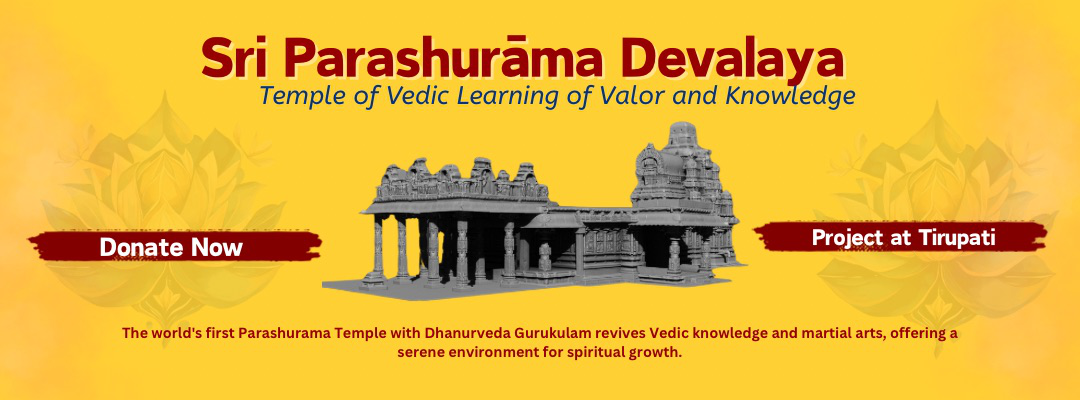 Sri Parashurāma Devalaya
Temple of Vedic Learning of Valor and Knowledge
Donate Now
Project at Tirupati
The world's first Parashurama Temple with Dhanurveda Gurukulam revives Vedic knowledge and martial arts, offering a
serene environment for spiritual growth.